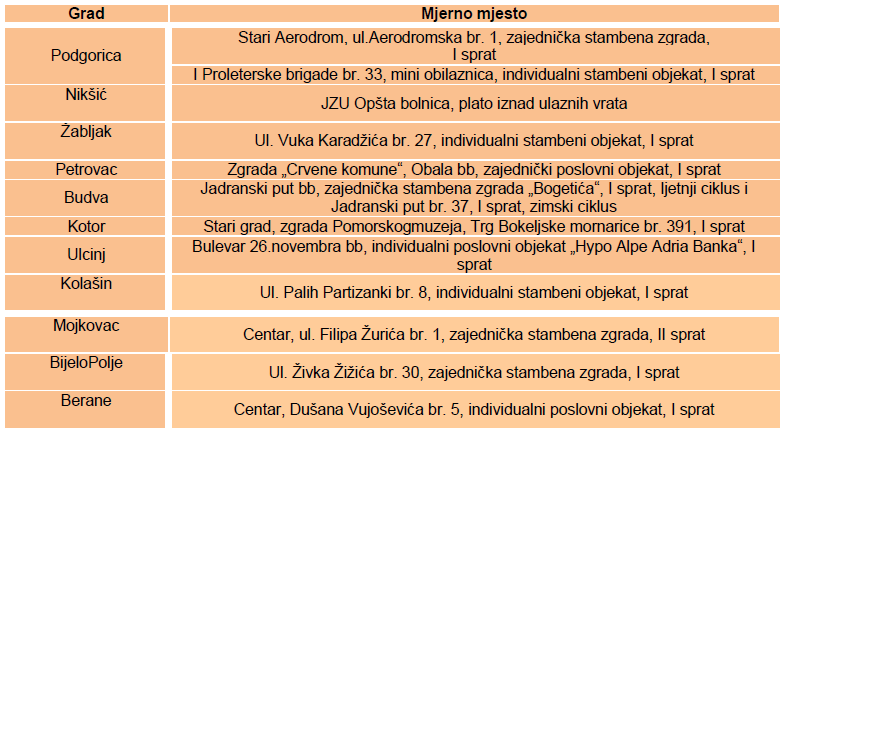 Grad Mjerno mjesto
Podgorica
Stari Aerodrom, ul.Aerodromska br. 1, zajednička stambena zgrada,
I sprat
I Proleterske brigade br. 33, mini obilaznica, individualni stambeni objekat, I sprat
Nikšić
JZU Opšta bolnica, plato iznad ulaznih vrata
Žabljak
Ul. Vuka Karadžića br. 27, individualni stambeni objekat, I sprat
Petrovac
Zgrada „Crvene komune“, Obala bb, zajednički poslovni objekat, I sprat
Budva
Jadranski put bb, zajednička stambena zgrada „Bogetića“, I sprat, ljetnji ciklus i
Jadranski put br. 37, I sprat, zimski ciklus
Kotor
Stari grad, zgrada Pomorskogmuzeja, Trg Bokeljske mornarice br. 391, I sprat
Ulcinj
Bulevar 26.novembra bb, individualni poslovni objekat „Hypo Alpe Adria Banka“, I
sprat
Kolašin
Ul. Palih Partizanki br. 8, individualni stambeni objekat, I sprat
Mojkovac
Centar, ul. Filipa Žurića br. 1, zajednička stambena zgrada, II sprat
BijeloPolje
Ul. Živka Žižića br. 30, zajednička stambena zgrada, I sprat
Berane
Centar, Dušana Vujoševića br. 5, individualni poslovni objekat, I sprat